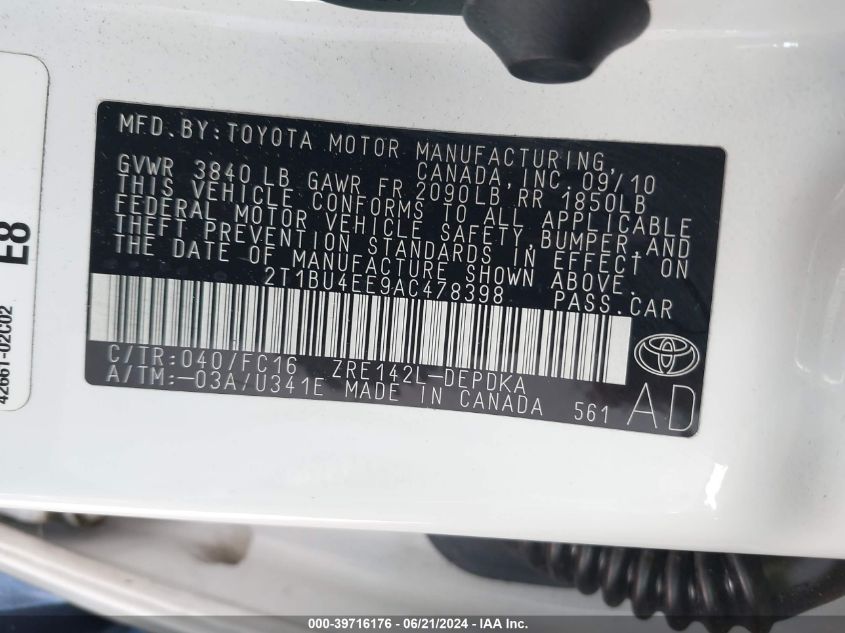 MFD.BY:TOYOTA MOTOR MANUFACTURING,
CANADA,INC.09/10
GVWR 3840LB GAWR FR 2090LB RR 1850LB
THIS VEHICLE CONFORMS TO ALL APPLICABLE
FEDERAL MOTOR VEHICLE SAFETY,BUMPER,AND
THEFT PREVENTION STANDARDS IN EFFECT ON
THE DATE OF MANUFACTURE SHOWN ABOVE.
2T1BU4EE9AC478398 PASS.CAR
C/TR:040/FC16 ZRE142L-DEPDKA
A/TM:-03A/U341E MADE IN CANADA 561
AD
E8
42661-02C02
000-39716176 - 06/21/2024 - IAA Inc.